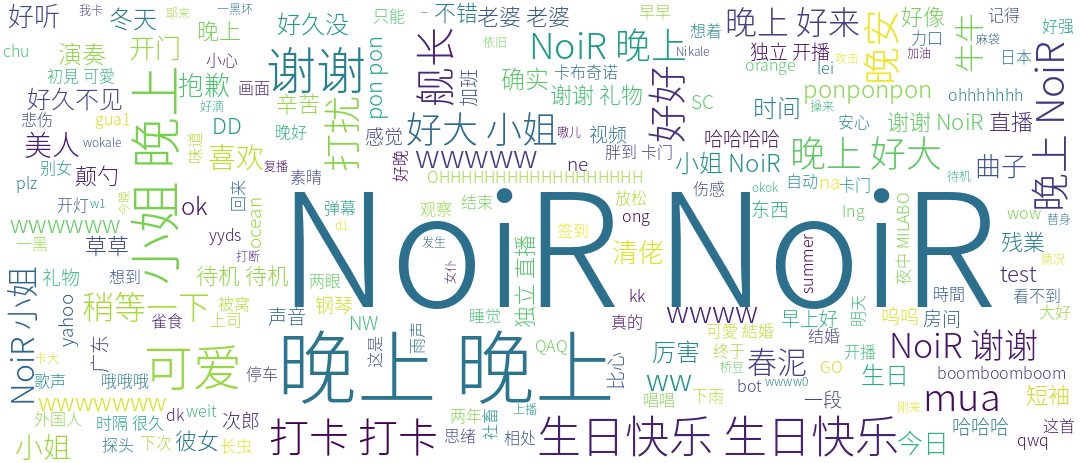 好听
chu
冬天
耶来
一黑坏
我卡
晚上
好久没
只能
不错
老婆 老婆
早早
晚上 好来
晚安
好像
牛牛
记得
好强
演奏
开门
小心
谢谢
pon pon
舰长
依旧
NoiR 晚上
想着
Nikale
独立 开播
力口
麻袋
加油
攻击
日本
初見 可愛
抱歉
画面
加班
确实
卡布奇诺
orange
lei
晚上 NoiR
好久不见
好滴
辛苦
打扰
谢谢 礼物
好好
SC
时间
ponponpon
操来
ohhhhhhh
悲伤
gua1
晚上
DD
晚好
感觉
好大 小姐
嗷儿
视频
哈哈哈哈
安心
谢谢 NoiR
直播
美人
wokale
味道
喜欢
复播
好晚
wwwww
ne
胖到 卡门
小姐 NoiR
晚上 好大
曲子
别女
颠勺
素晴
OHHHHHHHHHHHHHHHHHH
伤感
自动
na
卡门
待机
plz
小姐
ok
回来
okok
开灯
w1
今晚
ocean
弹幕
观察
结束
放松
ong
东西
lng
wow
替身
wwwwww
yyds
d1
签到
清佬
夜中 MILABO
残業
情况
一黑
草草
打断
NoiR NoiR
发生
女仆
summer
test
NoiR 小姐
礼物
想到
待机 待机
两眼
独立 直播
時間
看不到
yahoo
稍等一下
被窝
钢琴
kk
明天
大好
雀食
上司
声音
NW
睡觉
真的
wwww
早上好
呜呜
房间
广东
晚上 晚上
这是
雨声
可愛 結婚
结婚
NoiR 谢谢
卡大
可爱
QAQ
比心
厉害
终于
桥豆
春泥
开播
GO
歌声
哦哦哦
停车
ww
bot
wwww0
生日
boomboomboom
wwwwwwww
唱唱
下雨
一段
mua
短袖
外国人
dk
weit
次郎
打卡 打卡
两年
社畜
上播
生日快乐 生日快乐
刚来
今日
哈哈哈
这首
小姐
时隔 很久
探头
下次
彼女
长虫
思绪
相处
qwq